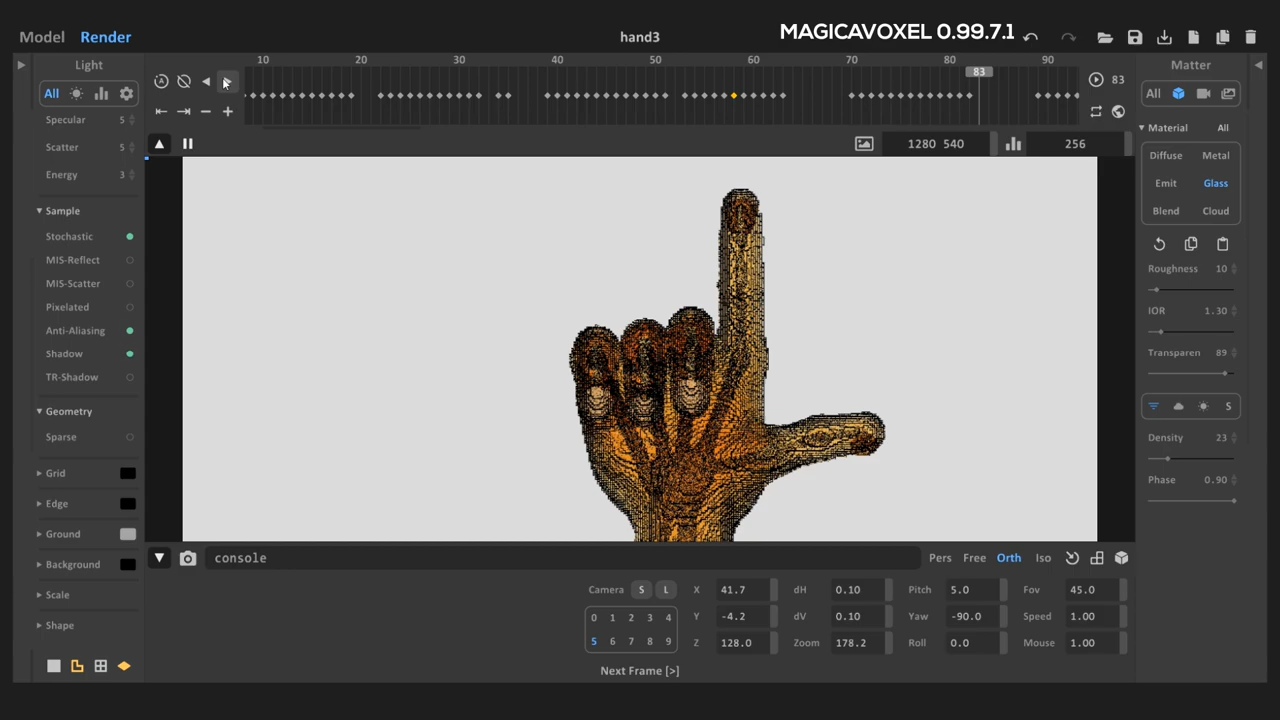 Model Render hand3 MAGICAVOXEL 0.99.7.1
Light 10 20 30 40 50 60 70 80 83 90 83 Matter
All All
Specular 5
Scatter 5
Energy 3
1280 540 256
Material All
Diffuse Metal
Emit Glass
Blend Cloud
Sample
Stochastic
MIS-Reflect
MIS-Scatter
Pixelated
Anti-Aliasing
Shadow
TR-Shadow
Geometry
Sparse
Grid
Edge
Ground
Background
Scale
Shape
Roughness 10
IOR 1.30
Transparen 89
S
Density 23
Phase 0.90
console Pers Free Orth Iso
Camera S L X 41.7 dH 0.10 Pitch 5.0 Fov 45.0
0 1 2 3 4 Y -4.2 dV 0.10 Yaw -90.0 Speed 1.00
5 6 7 8 9 Z 128.0 Zoom 178.2 Roll 0.0 Mouse 1.00
Next Frame [>]